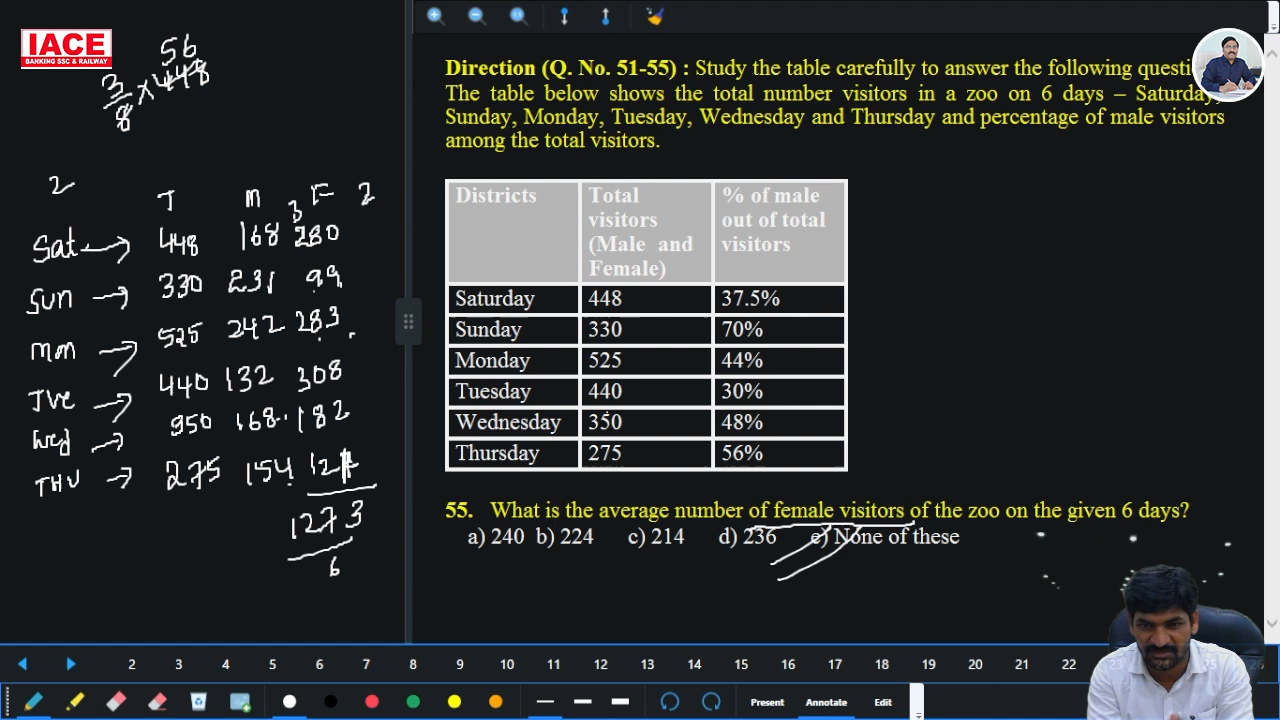 IACE
BANKING SSC & RAILWAY
56
3/8 × 448
2 T M F
3 2
Sat → 448 168 280
Sun → 330 231 99
Mon → 525 242 283
Tue → 440 132 308
Wed → 350 168 182
THU → 275 154 121
1273
6
Direction (Q. No. 51-55) : Study the table carefully to answer the following questi
The table below shows the total number visitors in a zoo on 6 days – Saturday,
Sunday, Monday, Tuesday, Wednesday and Thursday and percentage of male visitors
among the total visitors.
Districts Total visitors (Male and Female) % of male out of total visitors
Saturday 448 37.5%
Sunday 330 70%
Monday 525 44%
Tuesday 440 30%
Wednesday 350 48%
Thursday 275 56%
55. What is the average number of female visitors of the zoo on the given 6 days?
a) 240 b) 224 c) 214 d) 236 e) None of these
2 3 4 5 6 7 8 9 10 11 12 13 14 15 16 17 18 19 20 21 22 23 25 26
Present Annotate Edit